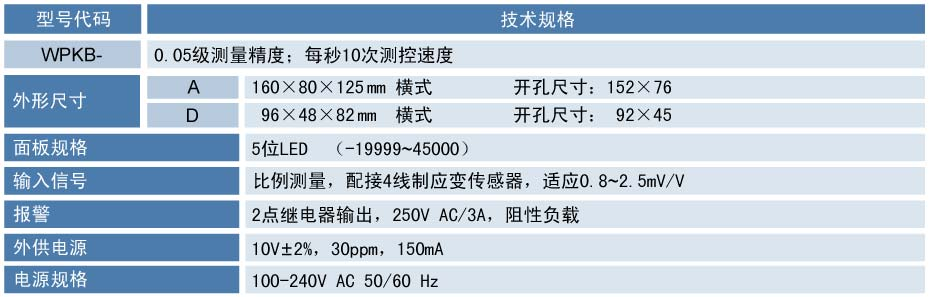 型号代码 技术规格
WPKB- 0.05级测量精度；每秒10次测控速度
外形尺寸 A 160×80×125mm 横式 开孔尺寸：152×76
D 96×48×82mm 横式 开孔尺寸： 92×45
面板规格 5位LED （-19999~45000）
输入信号 比例测量，配接4线制应变传感器，适应0.8~2.5mV/V
报警 2点继电器输出，250V AC/3A，阻性负载
外供电源 10V±2%，30ppm，150mA
电源规格 100-240V AC 50/60 Hz